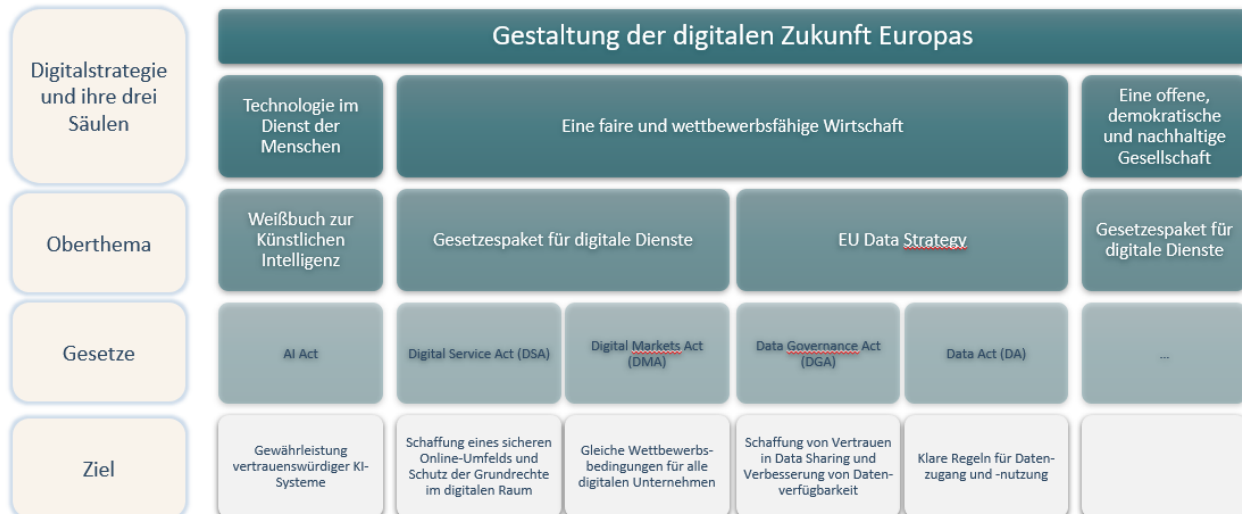 Gestaltung der digitalen Zukunft Europas
Digitalstrategie
und ihre drei
Säulen
Technologie im
Dienst der
Menschen
Eine faire und wettbewerbsfähige Wirtschaft
Eine offene,
demokratische
und nachhaltige
Gesellschaft
Oberthema
Weißbuch zur
Künstlichen
Intelligenz
Gesetzespaket für digitale Dienste
EU Data Strategy
Gesetzespaket für
digitale Dienste
Gesetze
AI Act
Digital Service Act (DSA)
Digital Markets Act
(DMA)
Data Governance Act
(DGA)
Data Act (DA)
...
Ziel
Gewährleistung
vertrauenswürdiger KI-
Systeme
Schaffung eines sicheren
Online-Umfelds und
Schutz der Grundrechte
im digitalen Raum
Gleiche Wettbewerbs-
bedingungen für alle
digitalen Unternehmen
Schaffung von Vertrauen
in Data Sharing und
Verbesserung von Daten-
verfügbarkeit
Klare Regeln für Daten-
zugang und -nutzung